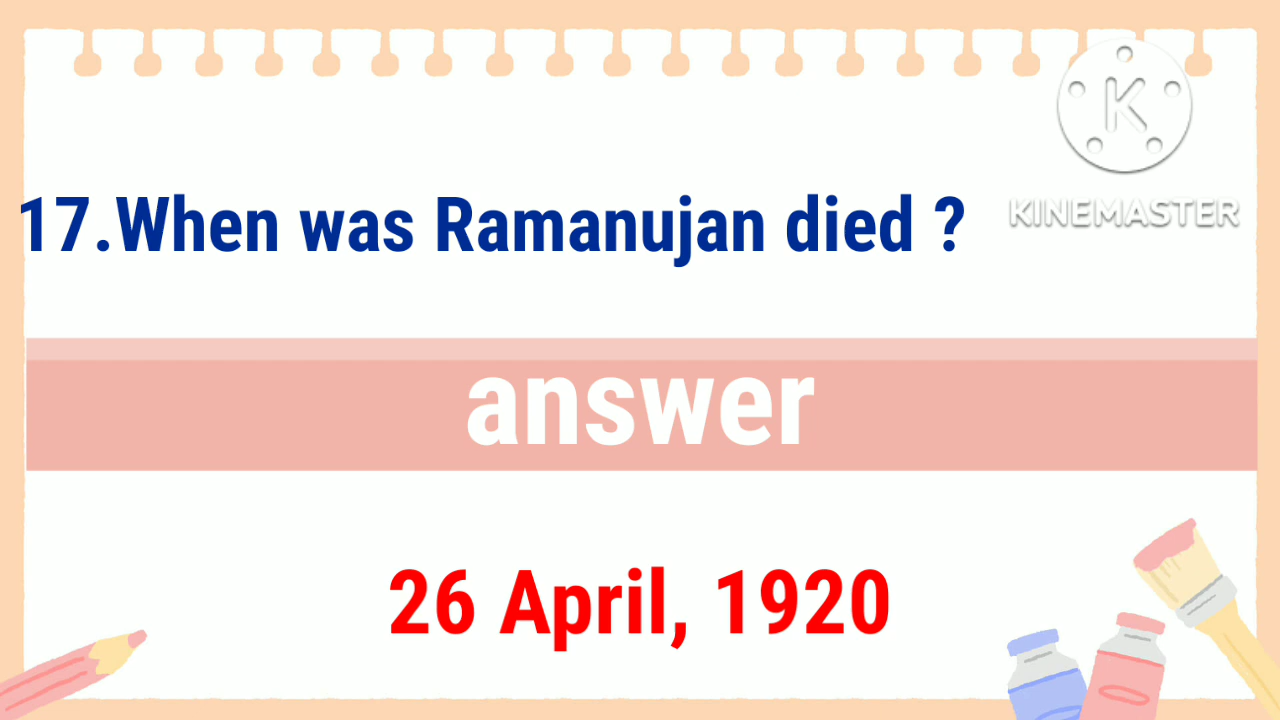 K
KINEMASTER
17.When was Ramanujan died ?
answer
26 April, 1920